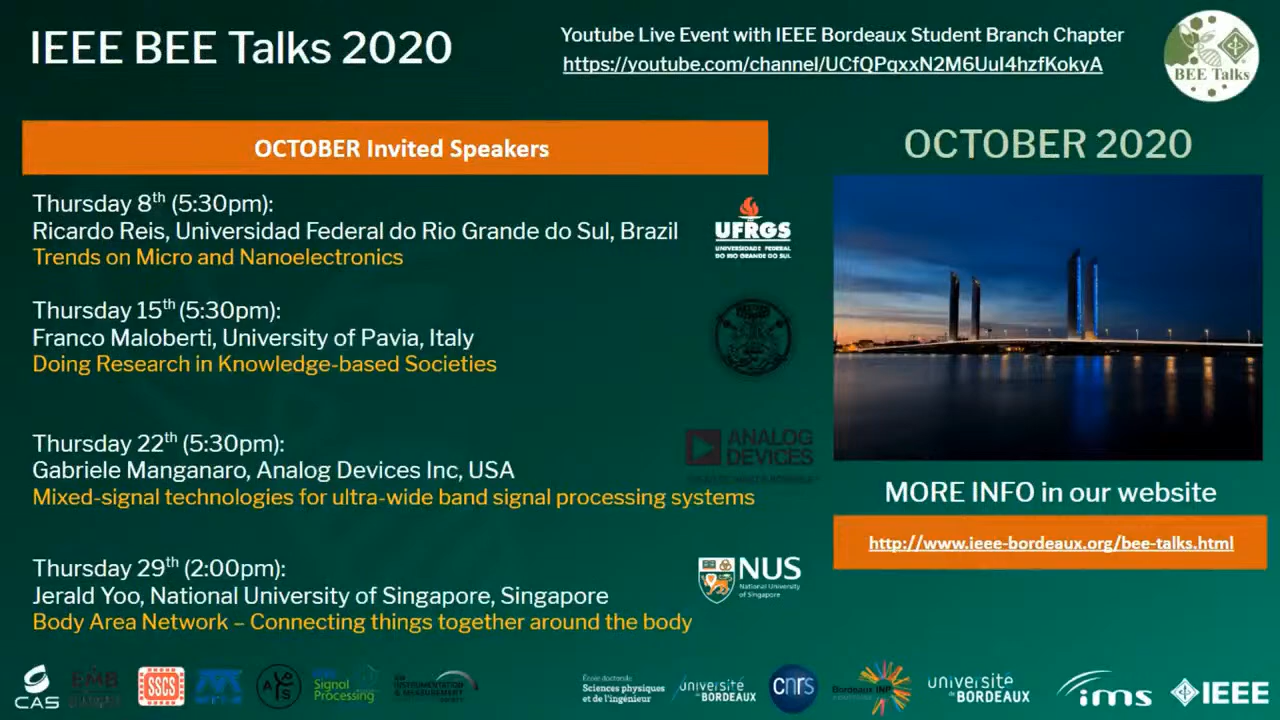 IEEE BEE Talks 2020
Youtube Live Event with IEEE Bordeaux Student Branch Chapter
https://youtube.com/channel/UCfQPqxxN2M6UuI4hzfKokyA
BEE Talks
OCTOBER Invited Speakers
OCTOBER 2020
Thursday 8th (5:30pm):
Ricardo Reis, Universidad Federal do Rio Grande do Sul, Brazil
Trends on Micro and Nanoelectronics
UFRGS
UNIVERSIDADE FEDERAL
DO RIO GRANDE DO SUL
Thursday 15th (5:30pm):
Franco Maloberti, University of Pavia, Italy
Doing Research in Knowledge-based Societies
Thursday 22th (5:30pm):
Gabriele Manganaro, Analog Devices Inc, USA
Mixed-signal technologies for ultra-wide band signal processing systems
ANALOG
DEVICES
MORE INFO in our website
http://www.ieee-bordeaux.org/bee-talks.html
Thursday 29th (2:00pm):
Jerald Yoo, National University of Singapore, Singapore
Body Area Network – Connecting things together around the body
NUS
National University
of Singapore
CAS
EMB
SSCS
Signal
Processing
INSTRUMENTATION
& MEASUREMENT
École doctorale
Sciences physiques
et de l'ingénieur
université
de BORDEAUX
cnrs
Bordeaux INP
université
de BORDEAUX
ims
IEEE